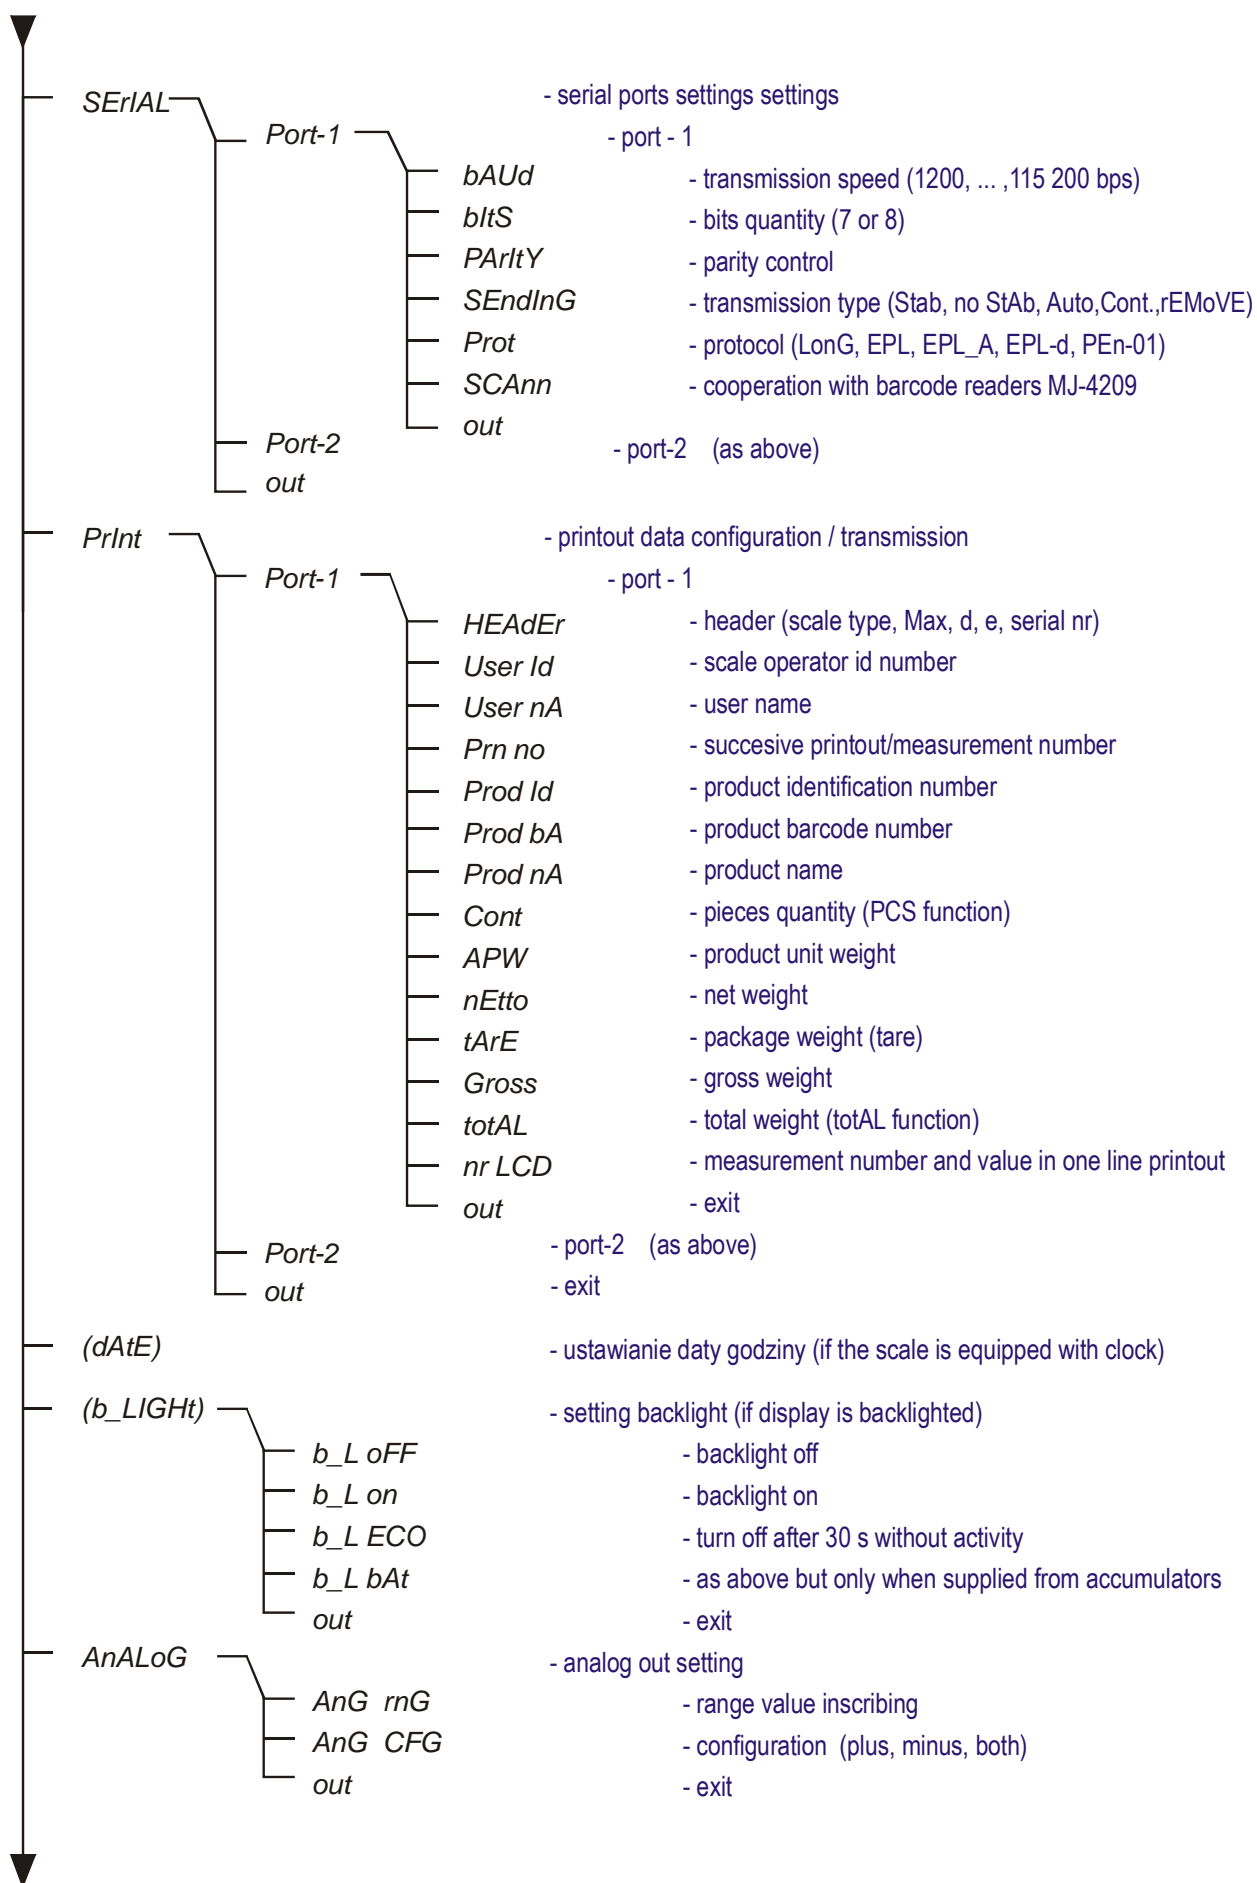 SErIAL - serial ports settings settings
Port-1 - port - 1
bAUd - transmission speed (1200, ... ,115 200 bps)
bItS - bits quantity (7 or 8)
PArItY - parity control
SEndInG - transmission type (Stab, no StAb, Auto,Cont.,rEMoVE)
Prot - protocol (LonG, EPL, EPL_A, EPL-d, PEn-01)
SCAnn - cooperation with barcode readers MJ-4209
out
Port-2 - port-2 (as above)
out
PrInt - printout data configuration / transmission
Port-1 - port - 1
HEAdEr - header (scale type, Max, d, e, serial nr)
User Id - scale operator id number
User nA - user name
Prn no - succesive printout/measurement number
Prod Id - product identification number
Prod bA - product barcode number
Prod nA - product name
Cont - pieces quantity (PCS function)
APW - product unit weight
nEtto - net weight
tArE - package weight (tare)
Gross - gross weight
totAL - total weight (totAL function)
nr LCD - measurement number and value in one line printout
out - exit
Port-2 - port-2 (as above)
out - exit
(dAtE) - ustawianie daty godziny (if the scale is equipped with clock)
(b_LIGHt) - setting backlight (if display is backlighted)
b_L oFF - backlight off
b_L on - backlight on
b_L ECO - turn off after 30 s without activity
b_L bAt - as above but only when supplied from accumulators
out - exit
AnALoG - analog out setting
AnG rnG - range value inscribing
AnG CFG - configuration (plus, minus, both)
out - exit